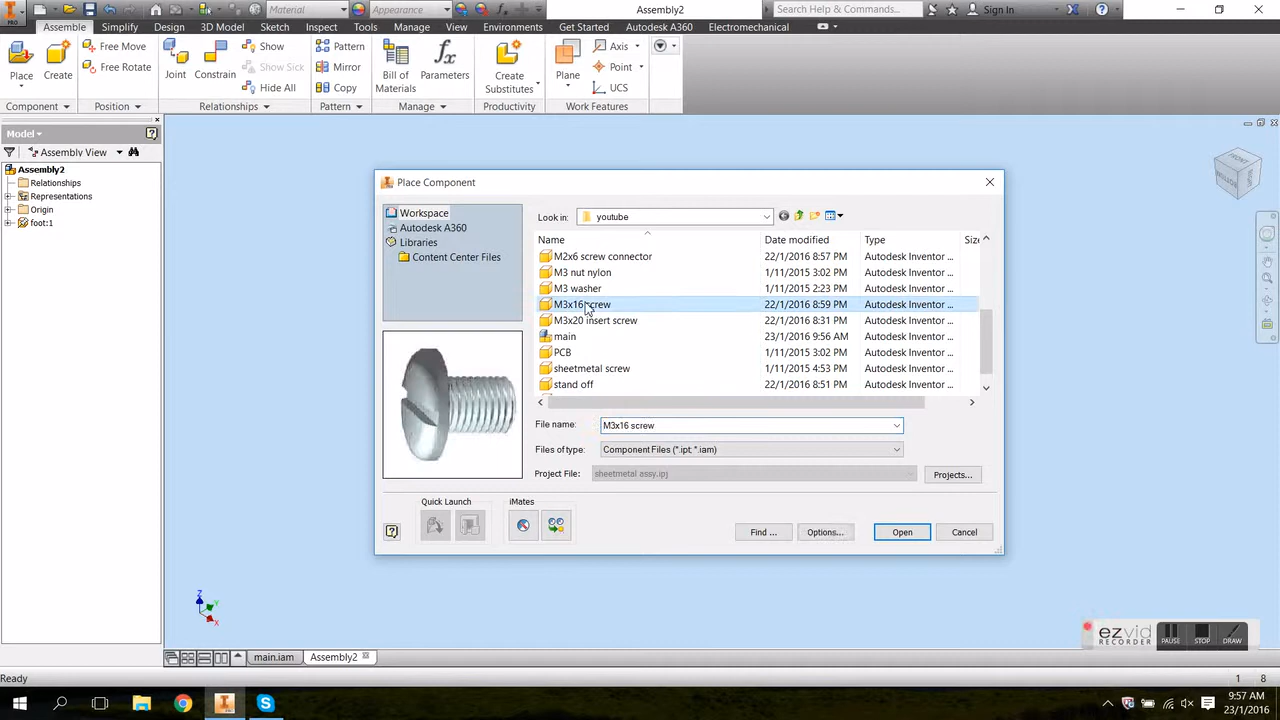 PRO
Material
Appearance
Assembly2
Search Help & Commands...
Sign In
Assemble Simplify Design 3D Model Sketch Inspect Tools Manage View Environments Get Started Autodesk A360 Electromechanical
Place
Create
Free Move
Free Rotate
Joint
Constrain
Show
Show Sick
Hide All
Pattern
Mirror
Copy
Bill of
Materials
Parameters
Create
Substitutes
Plane
Axis
Point
UCS
Component Position Relationships Pattern Manage Productivity Work Features
Model
Assembly View
Assembly2
Relationships
Representations
Origin
foot:1
Place Component
Workspace
Autodesk A360
Libraries
Content Center Files
Look in: youtube
Name Date modified Type Size
M2x6 screw connector 22/1/2016 8:57 PM Autodesk Inventor ...
M3 nut nylon 1/11/2015 3:02 PM Autodesk Inventor ...
M3 washer 1/11/2015 2:23 PM Autodesk Inventor ...
M3x16 screw 22/1/2016 8:59 PM Autodesk Inventor ...
M3x20 insert screw 22/1/2016 8:31 PM Autodesk Inventor ...
main 23/1/2016 9:56 AM Autodesk Inventor ...
PCB 1/11/2015 3:02 PM Autodesk Inventor ...
sheetmetal screw 1/11/2015 4:53 PM Autodesk Inventor ...
stand off 22/1/2016 8:51 PM Autodesk Inventor ...
File name: M3x16 screw
Files of type: Component Files (*.ipt; *.iam)
Project File: sheetmetal assy.ipj Projects...
Quick Launch iMates
Find ... Options... Open Cancel
Z
Y
X
ezvid
RECORDER
PAUSE STOP DRAW
main.iam Assembly2
Ready 1 8
9:57 AM
23/1/2016